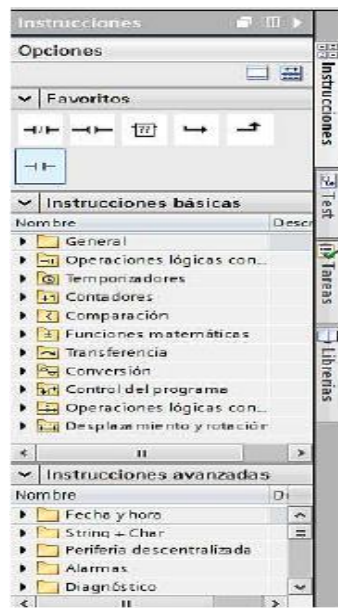 Instrucciones
Opciones
Favoritos
??
Instrucciones básicas
Nombre Descr
General
Operaciones lógicas con...
Temporizadores
Contadores
Comparación
Funciones matemáticas
Transferencia
Conversión
Control del programa
Operaciones lógicas con...
Desplazamiento y rotación
Instrucciones avanzadas
Nombre D
Fecha y hora
String + Char
Periferia descentralizada
Alarmas
Diagnóstico
Instrucciones
Test
Tareas
Librerías